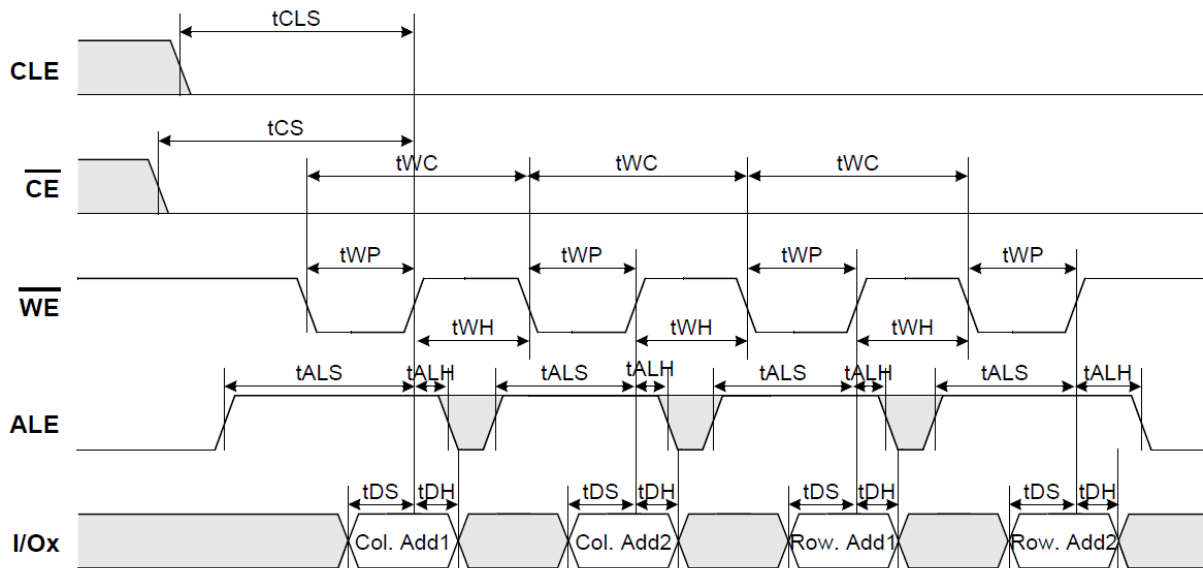 tCLS
CLE
tCS
CE
tWC tWC tWC
tWP tWP tWP tWP
WE
tWH tWH tWH
tALS tALH tALS tALH tALS tALH tALS tALH
ALE
tDS tDH tDS tDH tDS tDH tDS tDH
I/Ox Col. Add1 Col. Add2 Row. Add1 Row. Add2